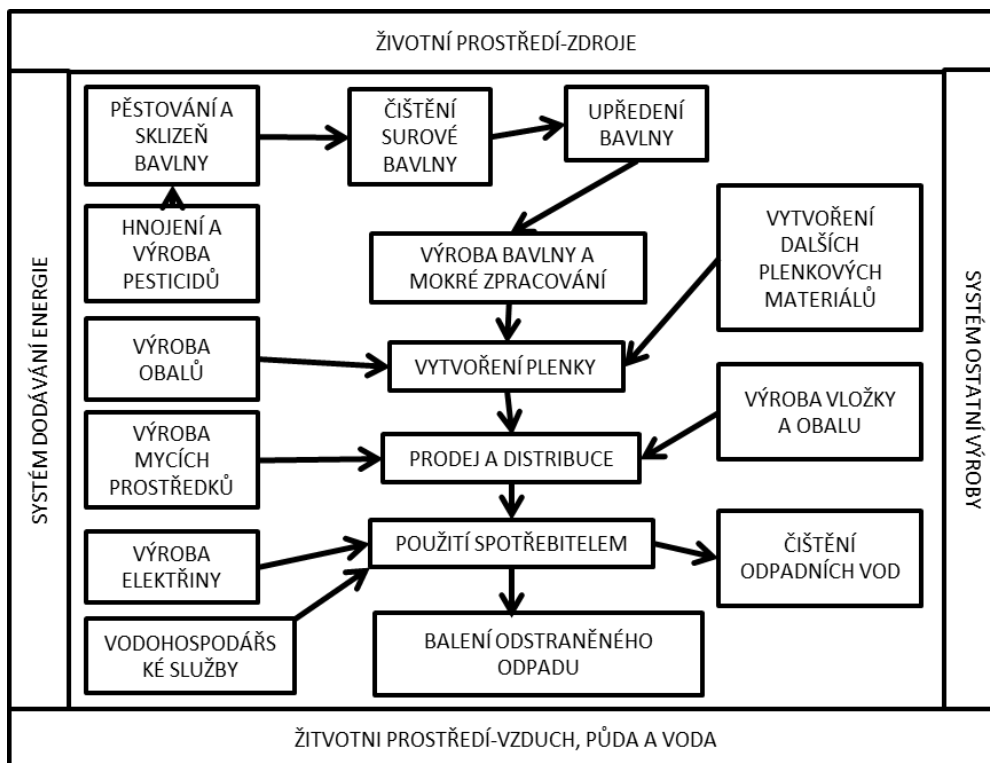 ŽIVOTNÍ PROSTŘEDÍ-ZDROJE
SYSTÉM DODÁVÁNÍ ENERGIE
PĚSTOVÁNÍ A
SKLIZEŇ
BAVLNY
ČIŠTĚNÍ
SUROVÉ
BAVLNY
UPŘEDENÍ
BAVLNY
HNOJENÍ A
VÝROBA
PESTICIDŮ
VÝROBA BAVLNY A
MOKRÉ ZPRACOVÁNÍ
VYTVOŘENÍ
DALŠÍCH
PLENKOVÝCH
MATERIÁLŮ
VÝROBA
OBALŮ
VYTVOŘENÍ PLENKY
VÝROBA VLOŽKY
A OBALU
VÝROBA
MYCÍCH
PROSTŘEDKŮ
PRODEJ A DISTRIBUCE
VÝROBA
ELEKTŘINY
POUŽITÍ SPOTŘEBITELEM
ČIŠTĚNÍ
ODPADNÍCH VOD
VODOHOSPODÁŘS
KÉ SLUŽBY
BALENÍ ODSTRANĚNÉHO
ODPADU
SYSTÉM OSTATNÍ VÝROBY
ŽITVOTNI PROSTŘEDÍ-VZDUCH, PŮDA A VODA